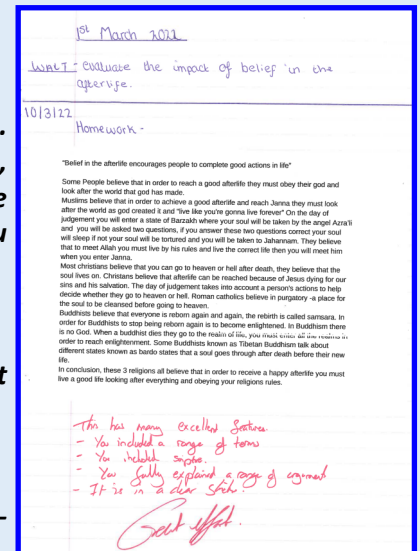 1st March 2022
WALT - evaluate the impact of belief in the
afterlife.
10/3/22
Homework -
"Belief in the afterlife encourages people to complete good actions in life"
Some People believe that in order to reach a good afterlife they must obey their god and
look after the world that god has made.
Muslims believe that in order to achieve a good afterlife and reach Janna they must look
after the world as god created it and "live like you're gonna live forever" On the day of
judgement you will enter a state of Barzakh where your soul will be taken by the angel Azra'il
and you will be asked two questions, if you answer these two questions correct your soul
will sleep if not your soul will be tortured and you will be taken to Jahannam. They believe
that to meet Allah you must live by his rules and live the correct life then you will meet him
when you enter Janna.
Most christians believe that you can go to heaven or hell after death, they believe that the
soul lives on. Christans believe that afterlife can be reached because of Jesus dying for our
sins and his salvation. The day of judgement takes into account a person's actions to help
decide whether they go to heaven or hell. Roman catholics believe in purgatory -a place for
the soul to be cleansed before going to heaven.
Buddhists believe that everyone is reborn again and again, the rebirth is called samsara. In
order for Buddhists to stop being reborn again is to become enlightened. In Buddhism there
is no God. When a buddhist dies they go to the realm of life, you must enter all the realms in
order to reach enlightenment. Some Buddhists known as Tibetan Buddhism talk about
different states known as bardo states that a soul goes through after death before their new
life.
In conclusion, these 3 religions all believe that in order to receive a happy afterlife you must
live a good life looking after everything and obeying your religions rules.
This has many excellent features
- You included a range of terms
- You included
- You fully explained a range of argument
- It is in a clear
Great effort.